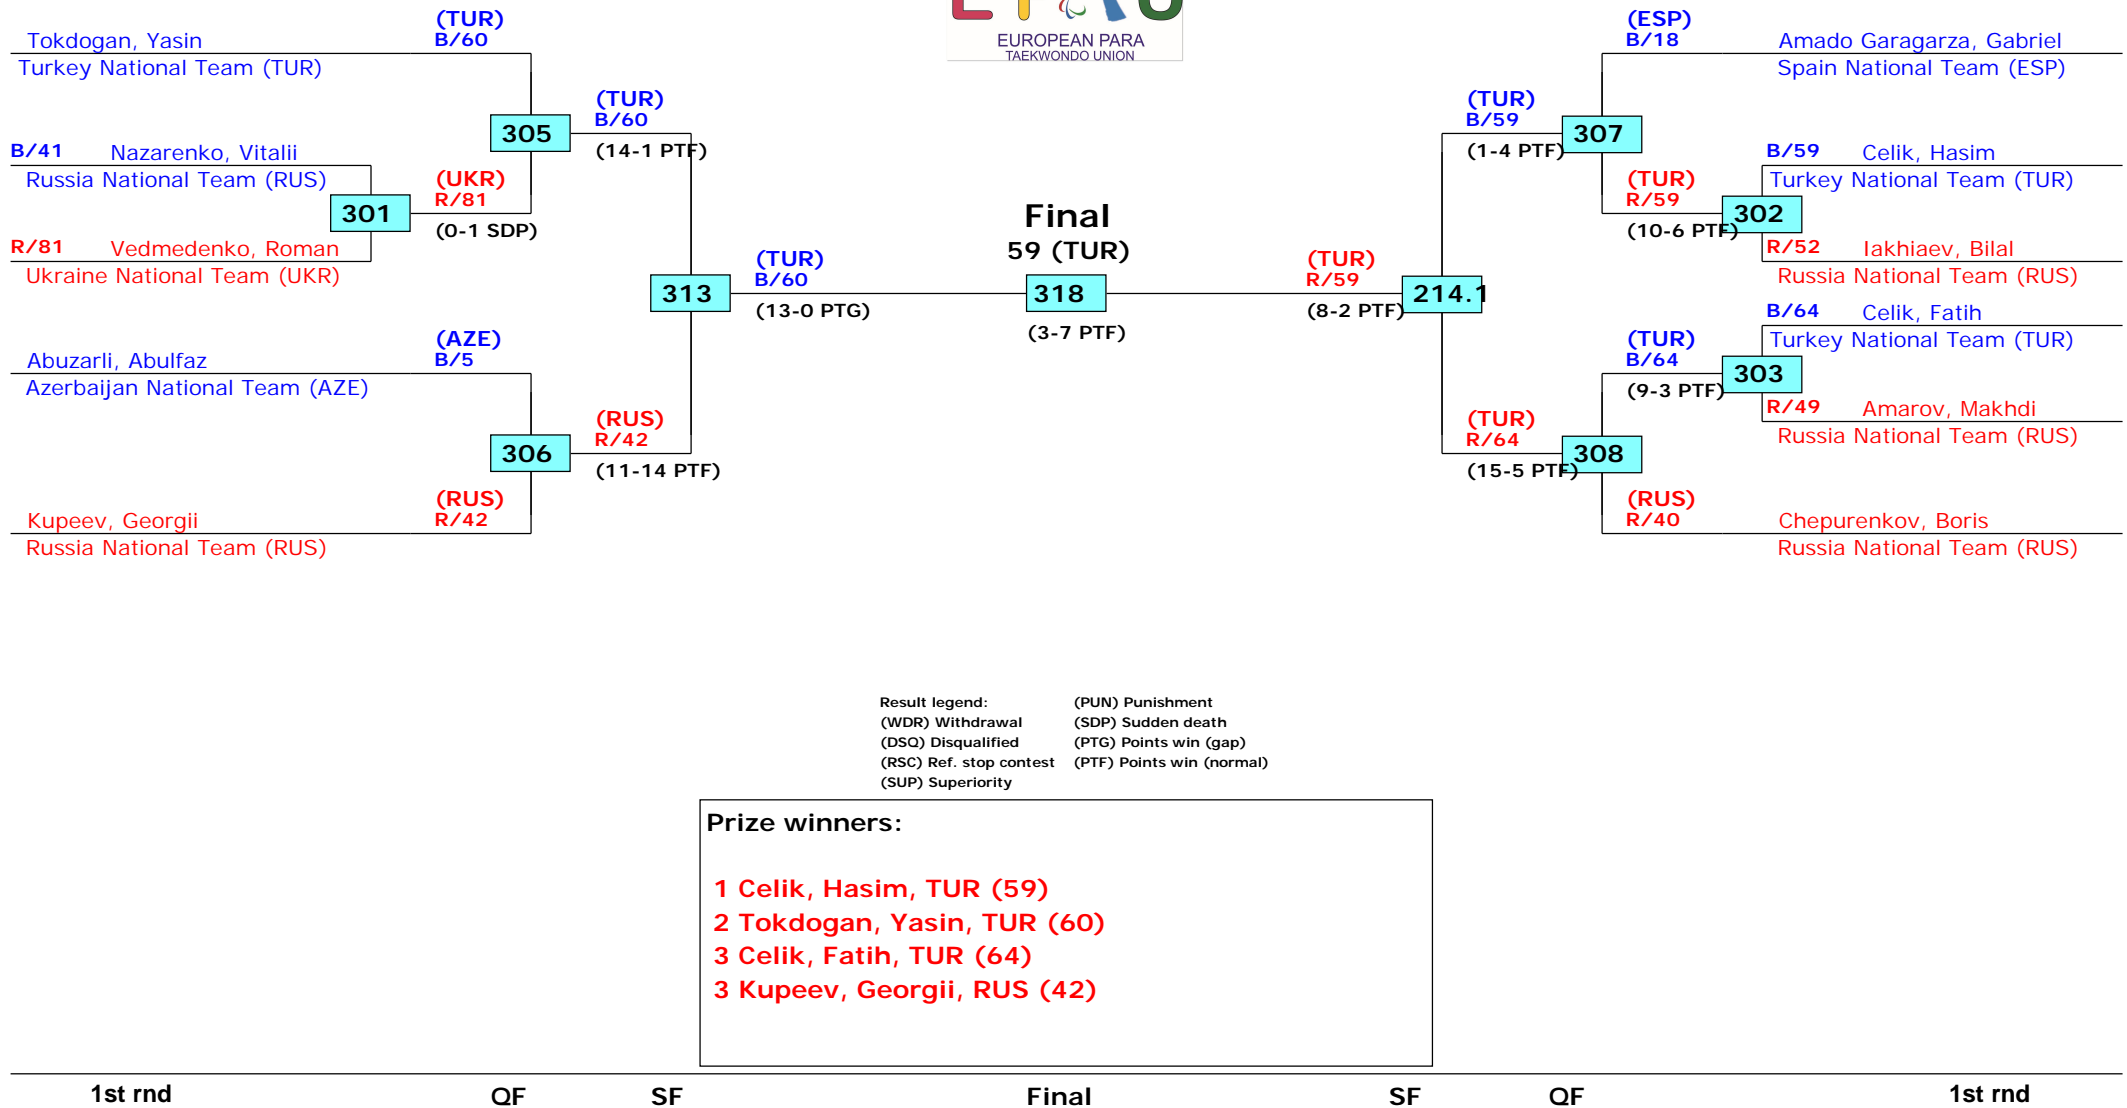 EUROPEAN PARA
TAEKWONDO UNION
(TUR)
B/60
Tokdogan, Yasin
Turkey National Team (TUR)
B/41 Nazarenko, Vitalii
Russia National Team (RUS)
301
R/81 Vedmedenko, Roman
Ukraine National Team (UKR)
(UKR)
R/81
(0-1 SDP)
305
(TUR)
B/60
(14-1 PTF)
(AZE)
B/5
Abuzarli, Abulfaz
Azerbaijan National Team (AZE)
306
(RUS)
R/42
(11-14 PTF)
(RUS)
R/42
Kupeev, Georgii
Russia National Team (RUS)
313
(TUR)
B/60
(13-0 PTG)
Final
59 (TUR)
318
(3-7 PTF)
(TUR)
R/59
(8-2 PTF)
214.1
(TUR)
B/59
(1-4 PTF)
307
(ESP)
B/18
Amado Garagarza, Gabriel
Spain National Team (ESP)
(TUR)
R/59
(10-6 PTF)
302
B/59 Celik, Hasim
Turkey National Team (TUR)
R/52 Iakhiaev, Bilal
Russia National Team (RUS)
B/64 Celik, Fatih
Turkey National Team (TUR)
(TUR)
B/64
(9-3 PTF)
303
R/49 Amarov, Makhdi
Russia National Team (RUS)
(TUR)
R/64
(15-5 PTF)
308
(RUS)
R/40
Chepurenkov, Boris
Russia National Team (RUS)
Result legend:
(WDR) Withdrawal
(DSQ) Disqualified
(RSC) Ref. stop contest
(SUP) Superiority
(PUN) Punishment
(SDP) Sudden death
(PTG) Points win (gap)
(PTF) Points win (normal)
Prize winners:
1 Celik, Hasim, TUR (59)
2 Tokdogan, Yasin, TUR (60)
3 Celik, Fatih, TUR (64)
3 Kupeev, Georgii, RUS (42)
1st rnd QF SF Final SF QF 1st rnd